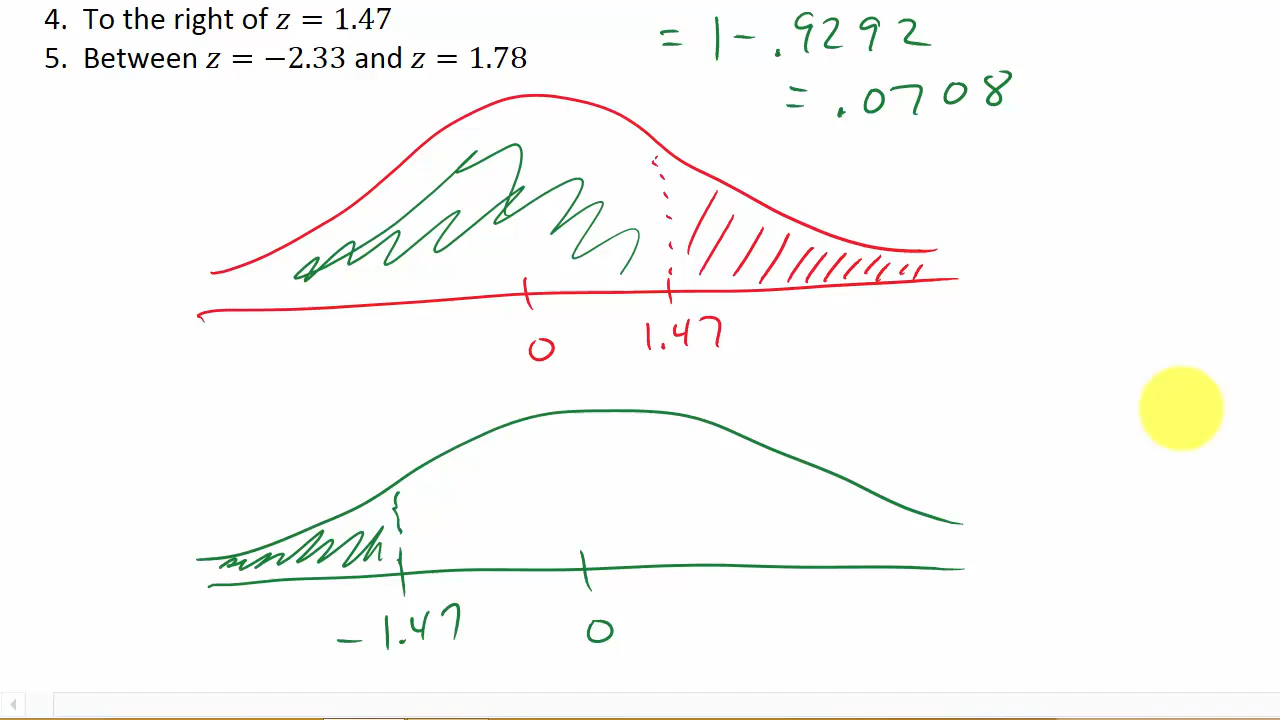 4. To the right of z = 1.47
= 1 - .9292
5. Between z = −2.33 and z = 1.78
= .0708
0
1.47
-1.47
0